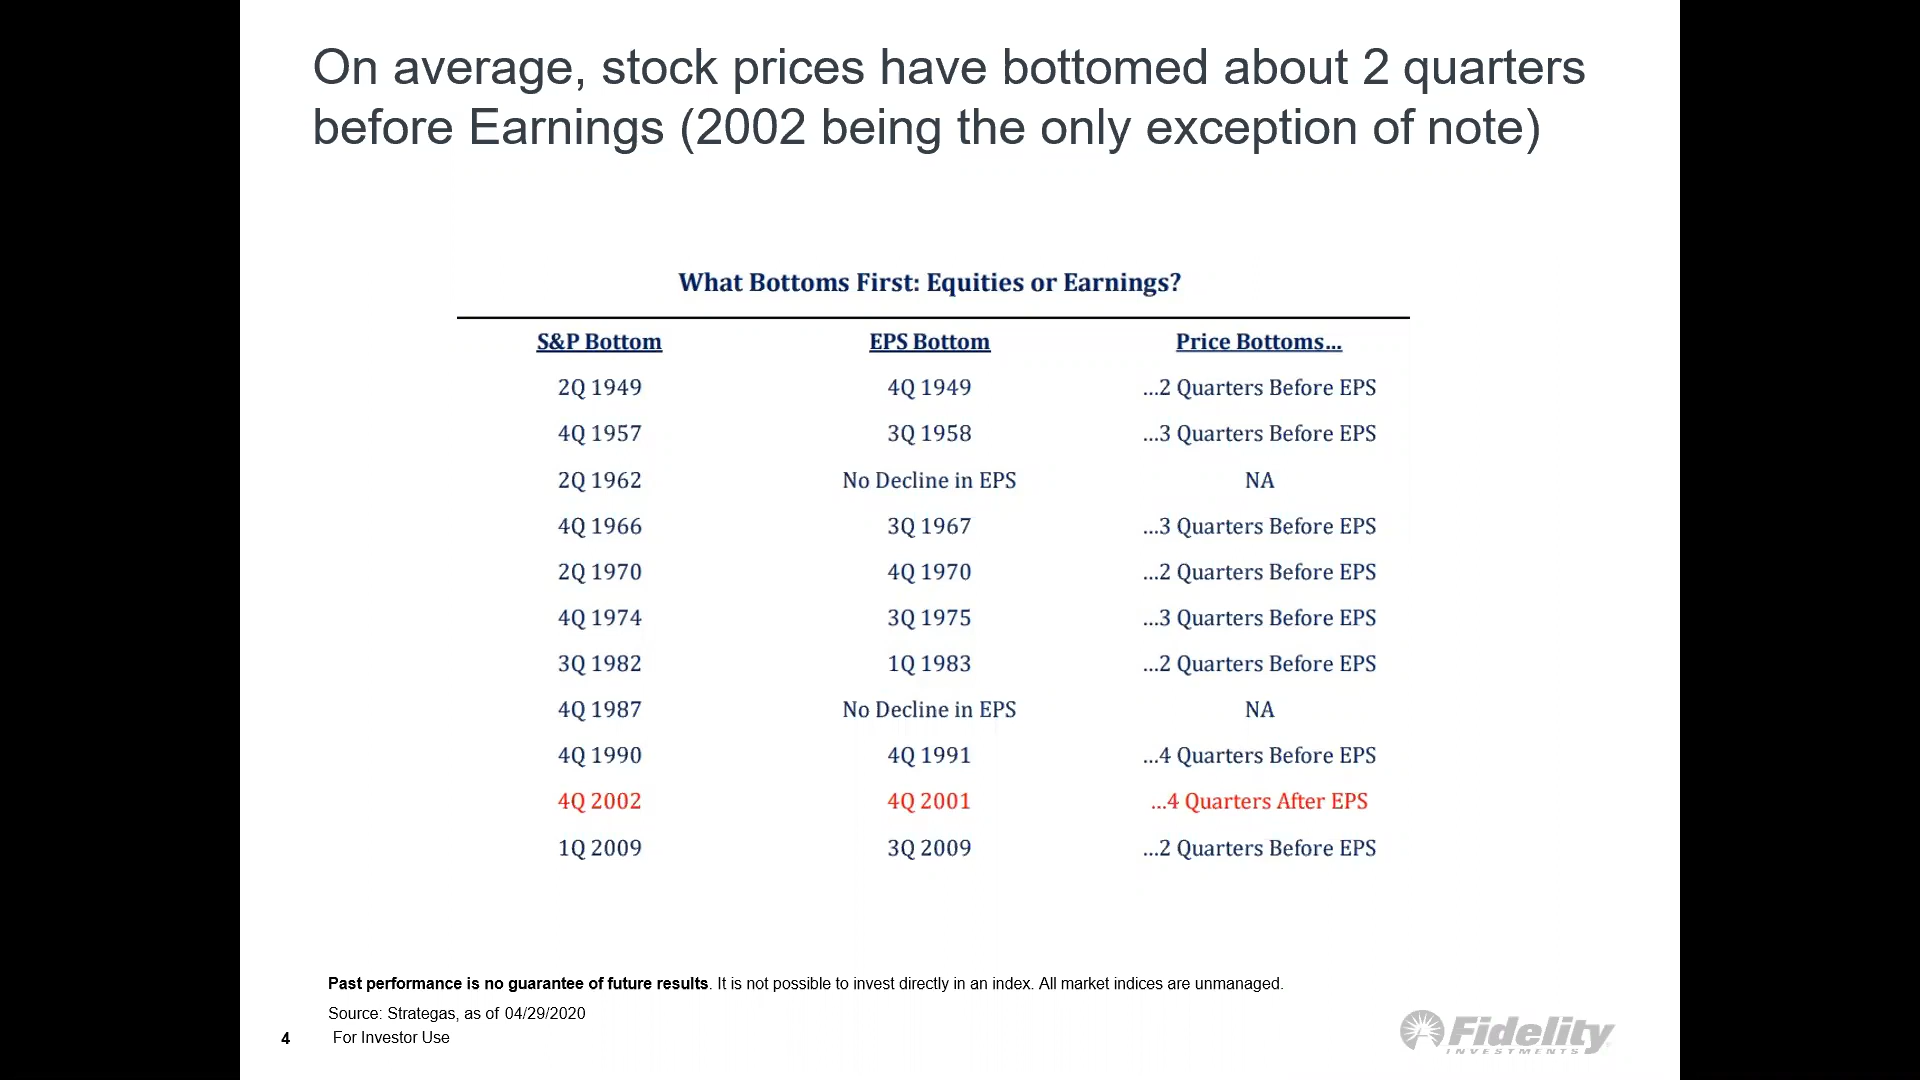 On average, stock prices have bottomed about 2 quarters
before Earnings (2002 being the only exception of note)
What Bottoms First: Equities or Earnings?
S&P Bottom EPS Bottom Price Bottoms...
2Q 1949 4Q 1949 ...2 Quarters Before EPS
4Q 1957 3Q 1958 ...3 Quarters Before EPS
2Q 1962 No Decline in EPS NA
4Q 1966 3Q 1967 ...3 Quarters Before EPS
2Q 1970 4Q 1970 ...2 Quarters Before EPS
4Q 1974 3Q 1975 ...3 Quarters Before EPS
3Q 1982 1Q 1983 ...2 Quarters Before EPS
4Q 1987 No Decline in EPS NA
4Q 1990 4Q 1991 ...4 Quarters Before EPS
4Q 2002 4Q 2001 ...4 Quarters After EPS
1Q 2009 3Q 2009 ...2 Quarters Before EPS
Past performance is no guarantee of future results. It is not possible to invest directly in an index. All market indices are unmanaged.
Source: Strategas, as of 04/29/2020
4 For Investor Use
Fidelity
INVESTMENTS